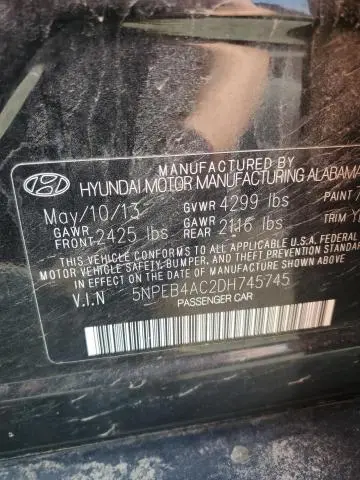 MANUFACTURED BY
HYUNDAI MOTOR MANUFACTURING ALABAMA
May/10/13 GVWR 4299 lbs PAINT/
GAWR FRONT 2425 lbs GAWR REAR 2116 lbs TRIM
THIS VEHICLE CONFORMS TO ALL APPLICABLE U.S. FEDERAL
MOTOR VEHICLE SAFETY, BUMPER, AND THEFT PREVENTION STANDARDS
IN EFFECT ON THE DATE OF MANUFACTURE SHOWN ABOVE.
V.I.N 5NPEB4AC2DH745745
PASSENGER CAR